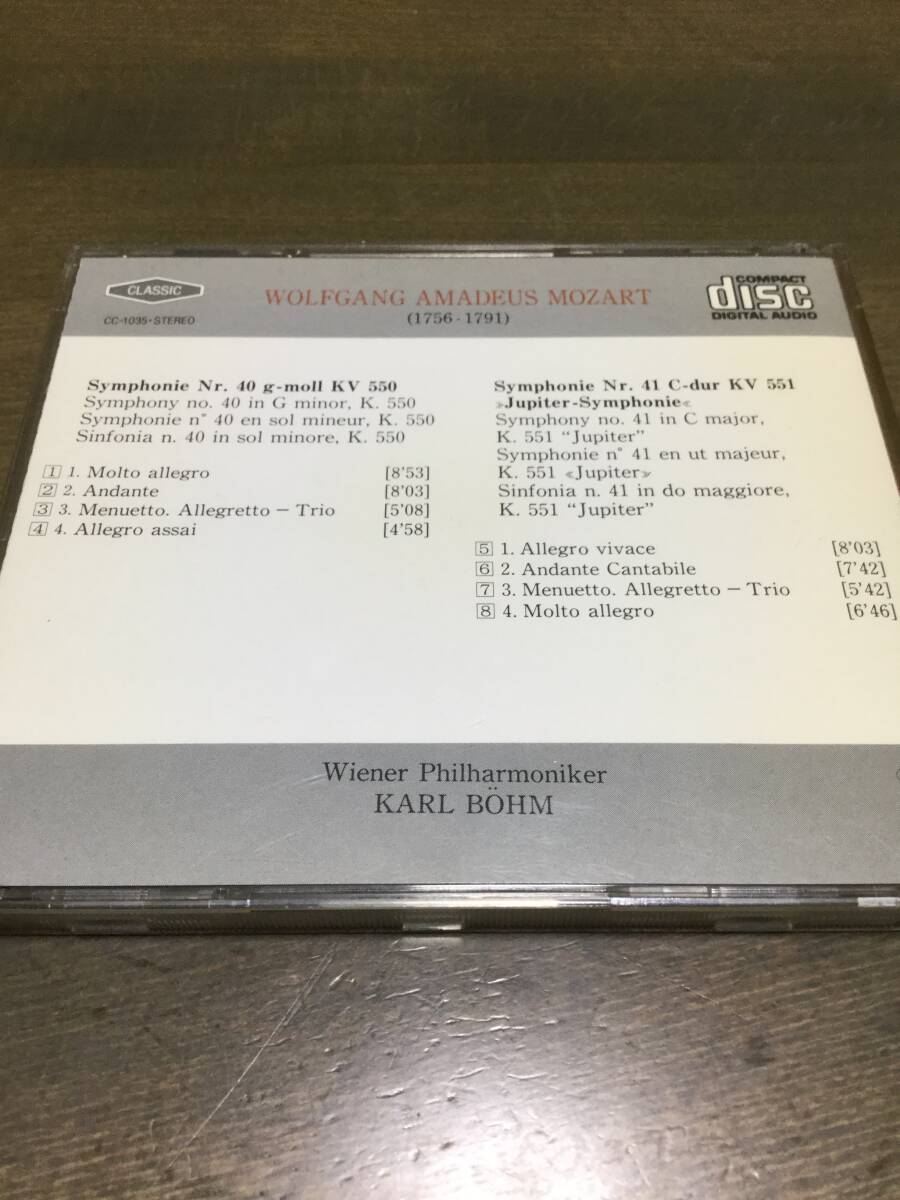 CLASSIC
CC-1035·STEREO
WOLFGANG AMADEUS MOZART
(1756-1791)
COMPACT
disc
DIGITAL AUDIO
Symphonie Nr. 40 g-moll KV 550
Symphony no. 40 in G minor, K. 550
Symphonie n° 40 en sol mineur, K. 550
Sinfonia n. 40 in sol minore, K. 550
1 1. Molto allegro [8'53]
2 2. Andante [8'03]
3 3. Menuetto. Allegretto – Trio [5'08]
4 4. Allegro assai [4'58]
Symphonie Nr. 41 C-dur KV 551
»Jupiter-Symphonie«
Symphony no. 41 in C major,
K. 551 “Jupiter”
Symphonie n° 41 en ut majeur,
K. 551 «Jupiter»
Sinfonia n. 41 in do maggiore,
K. 551 “Jupiter”
5 1. Allegro vivace [8'03]
6 2. Andante Cantabile [7'42]
7 3. Menuetto. Allegretto – Trio [5'42]
8 4. Molto allegro [6'46]
Wiener Philharmoniker
KARL BÖHM